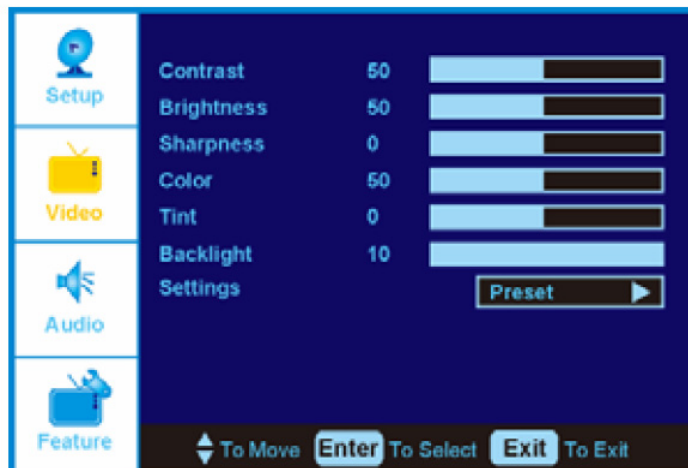 Setup
Video
Audio
Feature
Contrast 50
Brightness 50
Sharpness 0
Color 50
Tint 0
Backlight 10
Settings Preset
To Move Enter To Select Exit To Exit